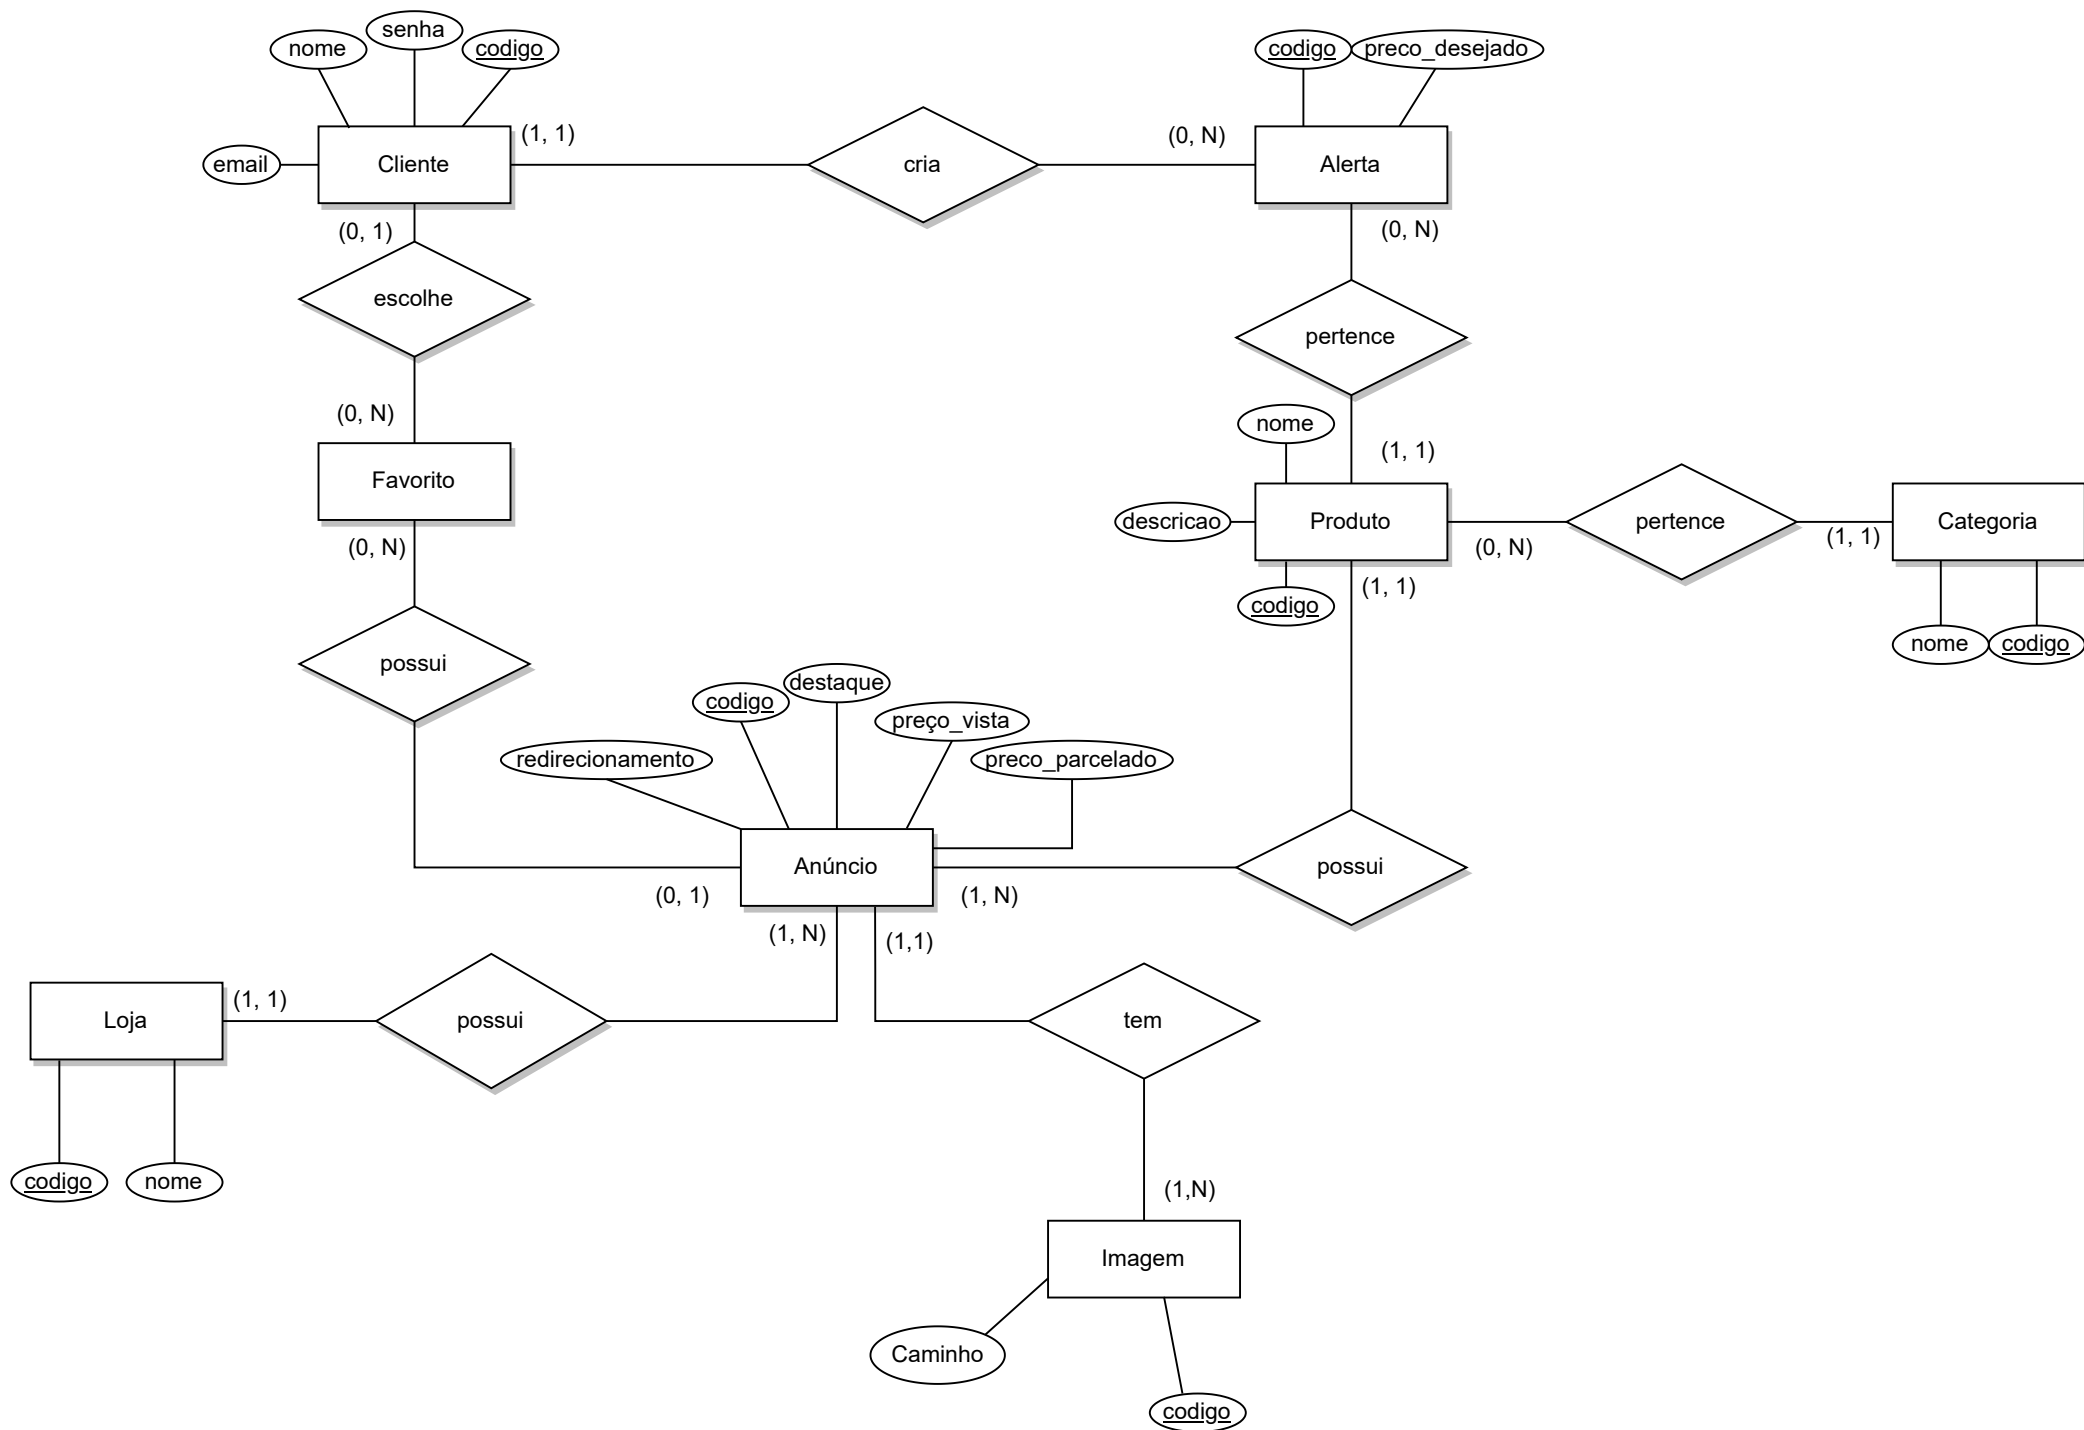 senha
nome
codigo
codigo
preco_desejado
(1, 1)
(0, N)
email
Cliente
cria
Alerta
(0, 1)
(0, N)
escolhe
pertence
(0, N)
nome
(1, 1)
Favorito
descricao
Produto
pertence
Categoria
(0, N)
(0, N)
(1, 1)
(1, 1)
codigo
nome
codigo
possui
destaque
codigo
preço_vista
redirecionamento
preco_parcelado
Anúncio
possui
(0, 1)
(1, N)
(1, N)
(1,1)
(1, 1)
Loja
possui
tem
codigo
nome
(1,N)
Imagem
Caminho
codigo